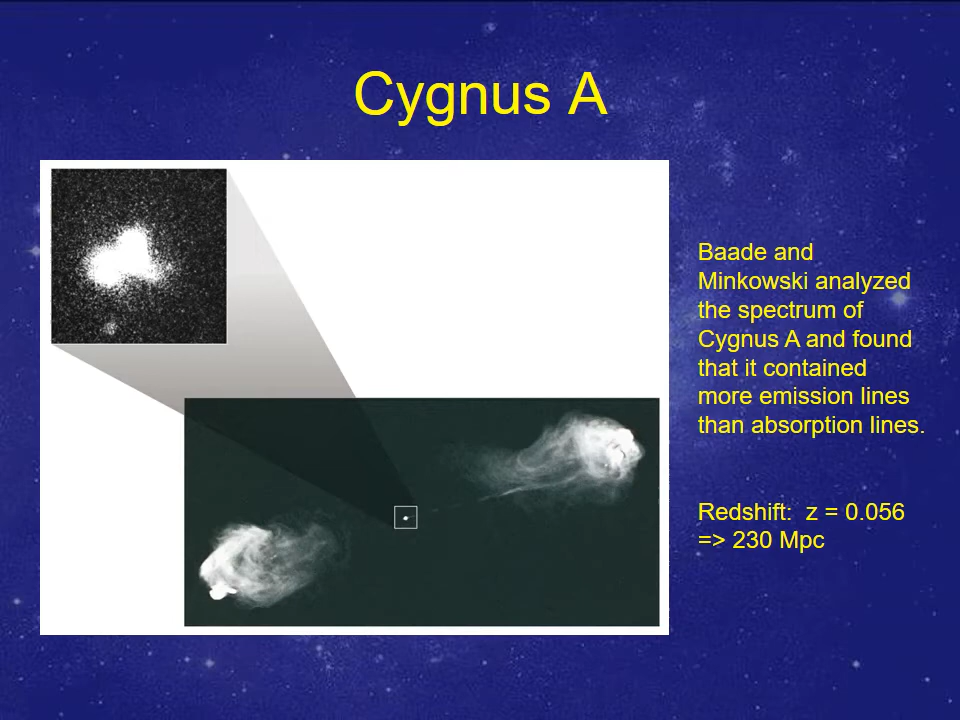 Cygnus A
Baade and
Minkowski analyzed
the spectrum of
Cygnus A and found
that it contained
more emission lines
than absorption lines.
Redshift:  z = 0.056
=> 230 Mpc